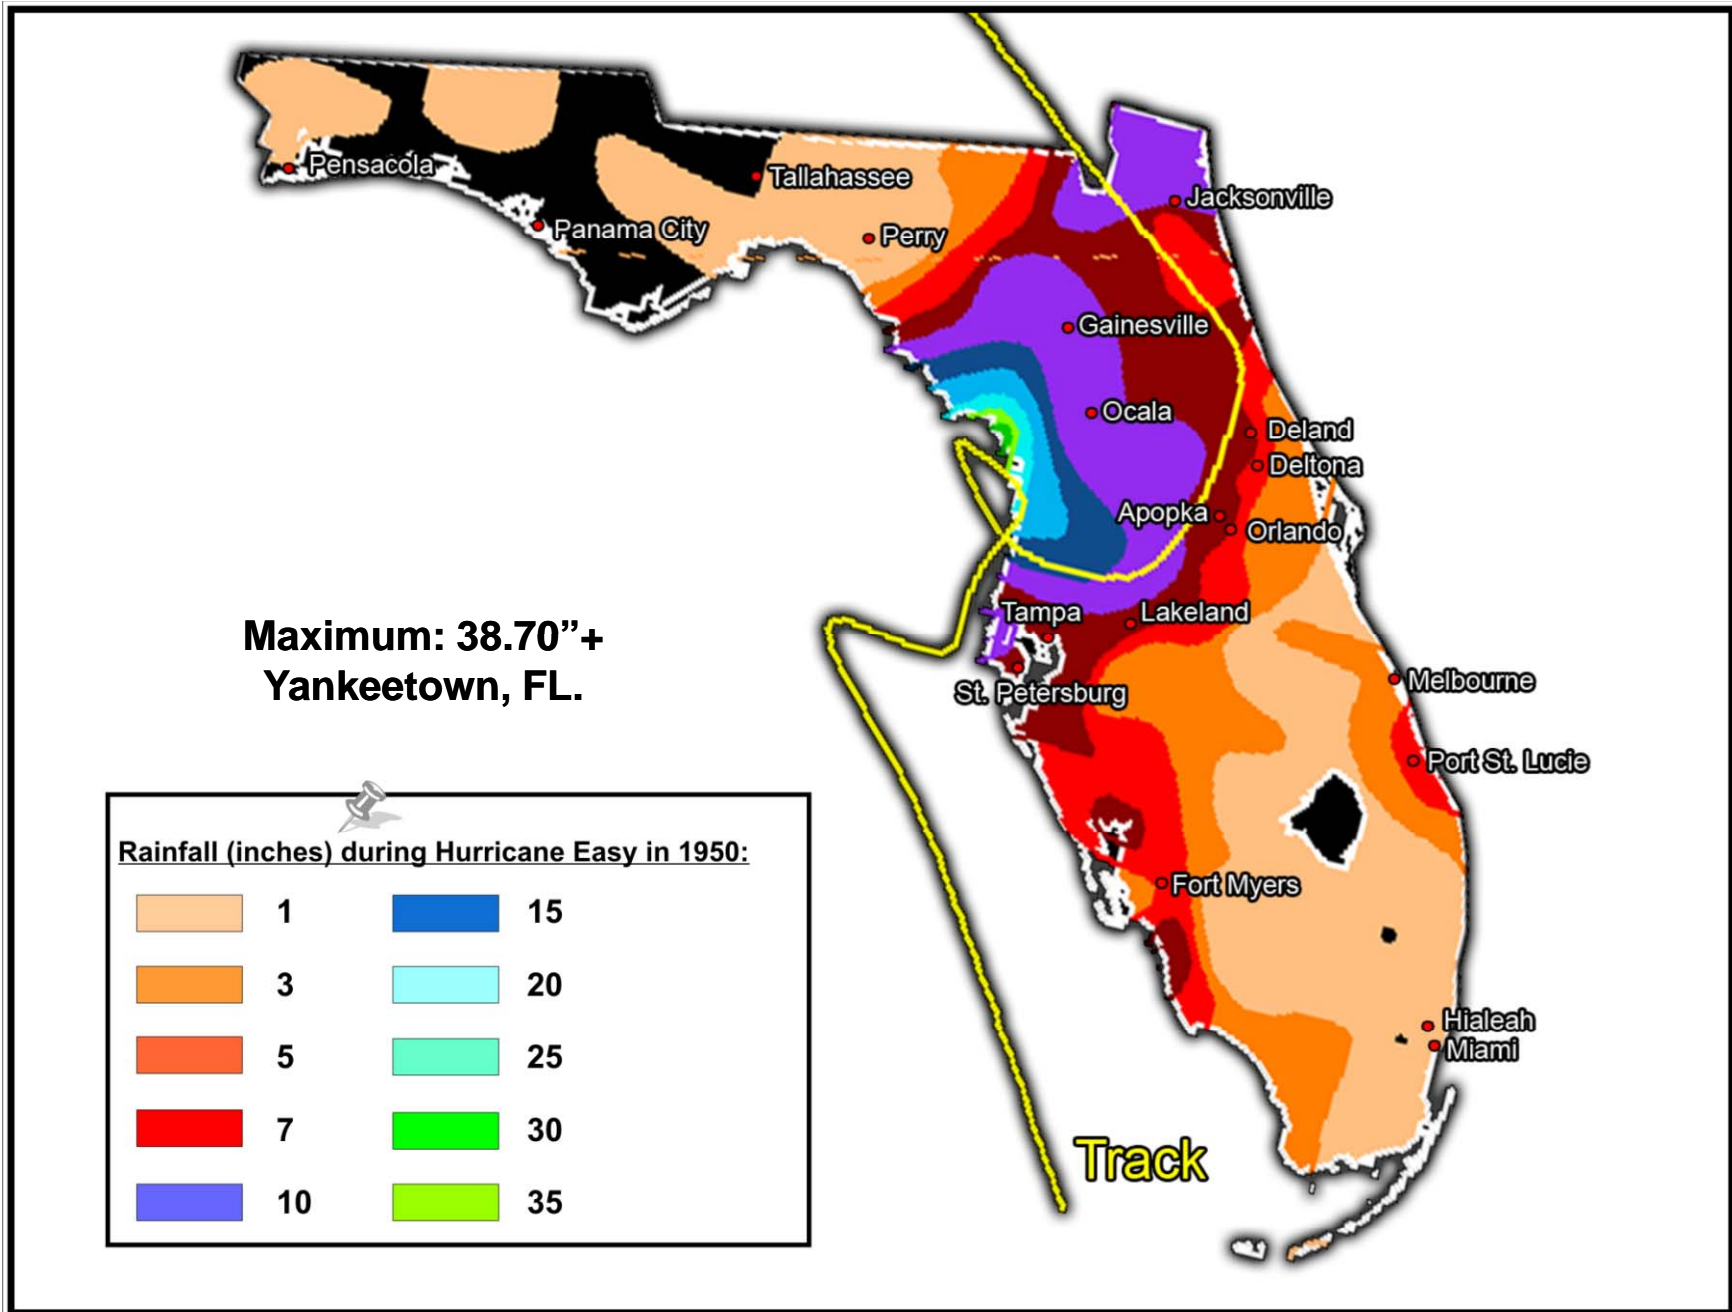 Pensacola
Tallahassee
Jacksonville
Panama City
Perry
Gainesville
Ocala
Deland
Deltona
Apopka
Orlando
Tampa
Lakeland
Maximum: 38.70”+
Yankeetown, FL.
St. Petersburg
Melbourne
Port St. Lucie
Rainfall (inches) during Hurricane Easy in 1950:
Fort Myers
1
15
3
20
5
25
7
30
10
35
Hialeah
Miami
Track